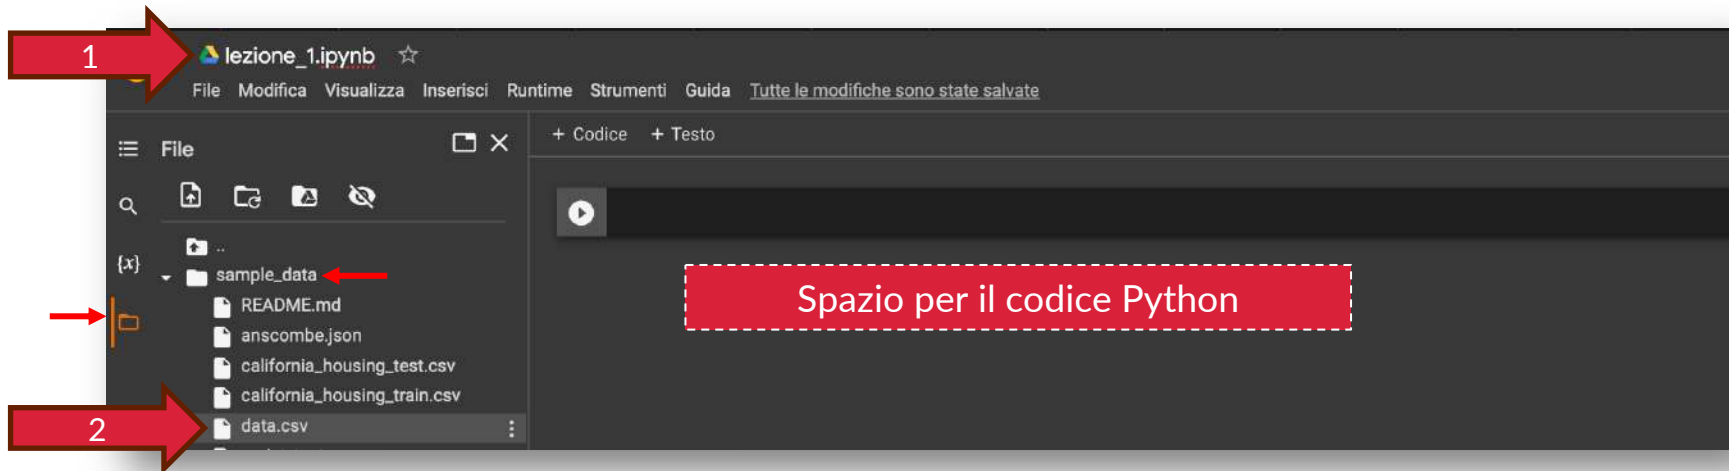 1
lezione_1.ipynb
File Modifica Visualizza Inserisci Runtime Strumenti Guida Tutte le modifiche sono state salvate
File
+ Codice + Testo
..
{x}
sample_data
README.md
anscombe.json
california_housing_test.csv
california_housing_train.csv
2
data.csv
Spazio per il codice Python